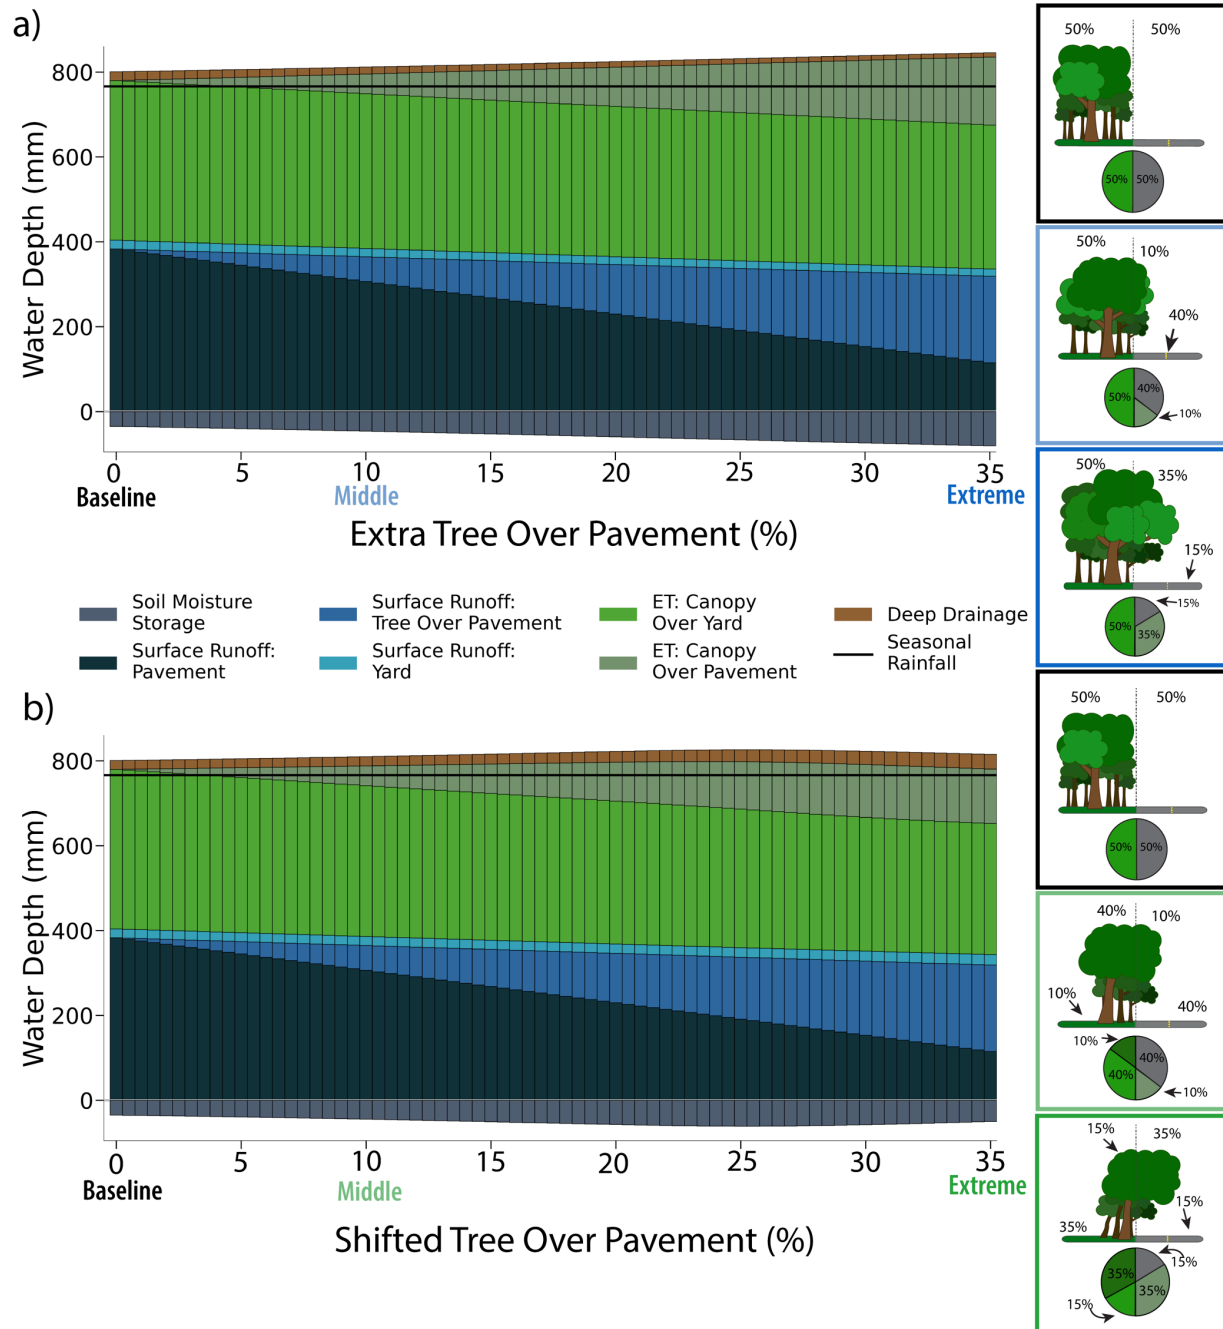 a)
800
600
400
200
0
Water Depth (mm)
0 5 10 15 20 25 30 35
Baseline Middle Extreme
Extra Tree Over Pavement (%)
Soil Moisture
Storage
Surface Runoff:
Pavement
Surface Runoff:
Tree Over Pavement
Surface Runoff:
Yard
ET: Canopy
Over Yard
ET: Canopy
Over Pavement
Deep Drainage
Seasonal
Rainfall
b)
800
600
400
200
0
Water Depth (mm)
0 5 10 15 20 25 30 35
Baseline Middle Extreme
Shifted Tree Over Pavement (%)
50% 50%
50% 50%
50% 10%
40%
50% 40%
10%
50% 35%
15%
15%
50% 35%
50% 50%
50% 50%
40% 10%
10% 40%
10%
40% 40%
10%
15% 35%
15%
35%
15%
35% 35%
15%